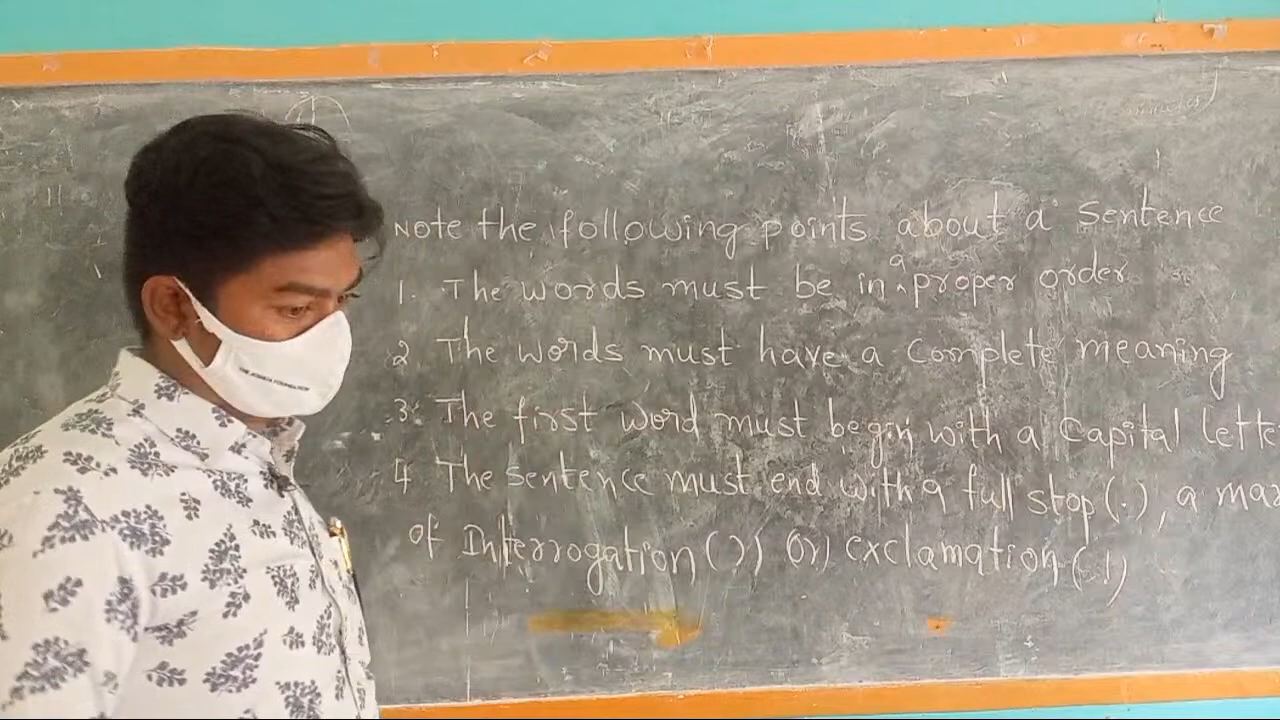 Note the following points about a Sentence
a
1. The words must be in ^ proper order
2 The words must have a Complete meaning
3. The first word must begin with a Capital lette
4 The sentence must end with a full stop (.), a mar
of Interrogation (?) (or) exclamation (!)